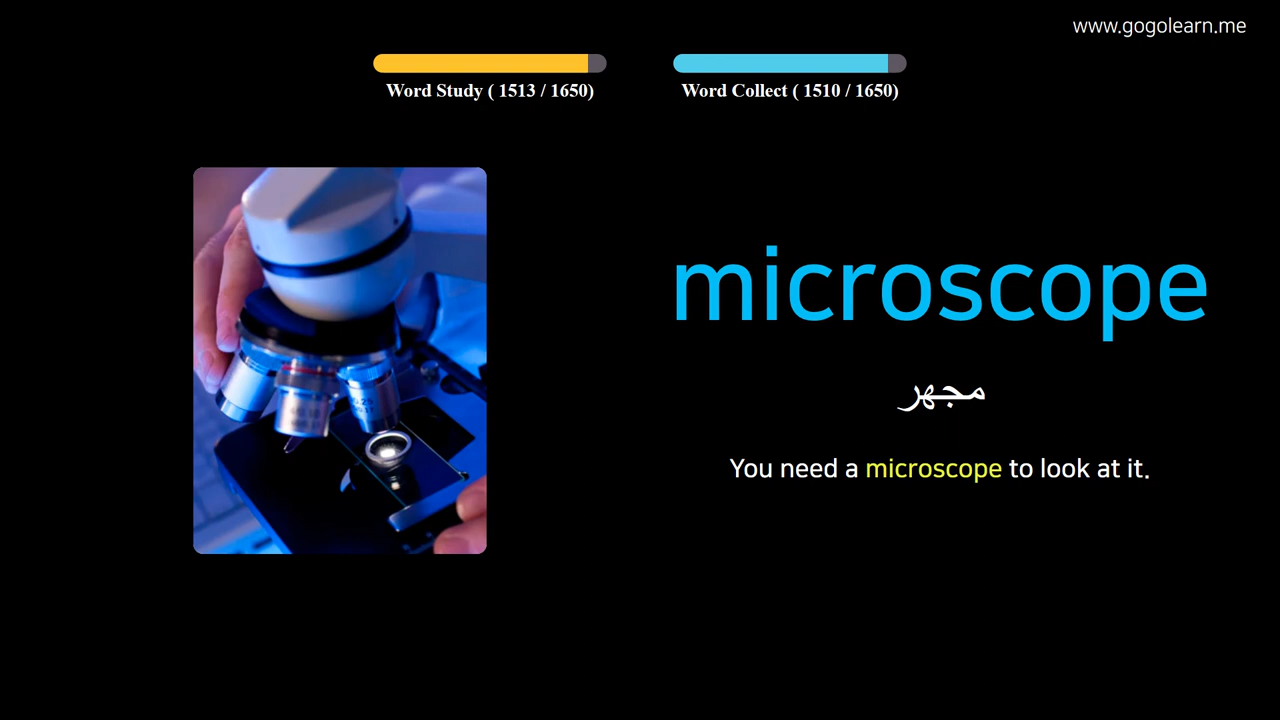 www.gogolearn.me
Word Study ( 1513 / 1650)
Word Collect ( 1510 / 1650)
microscope
مجهر
You need a microscope to look at it.